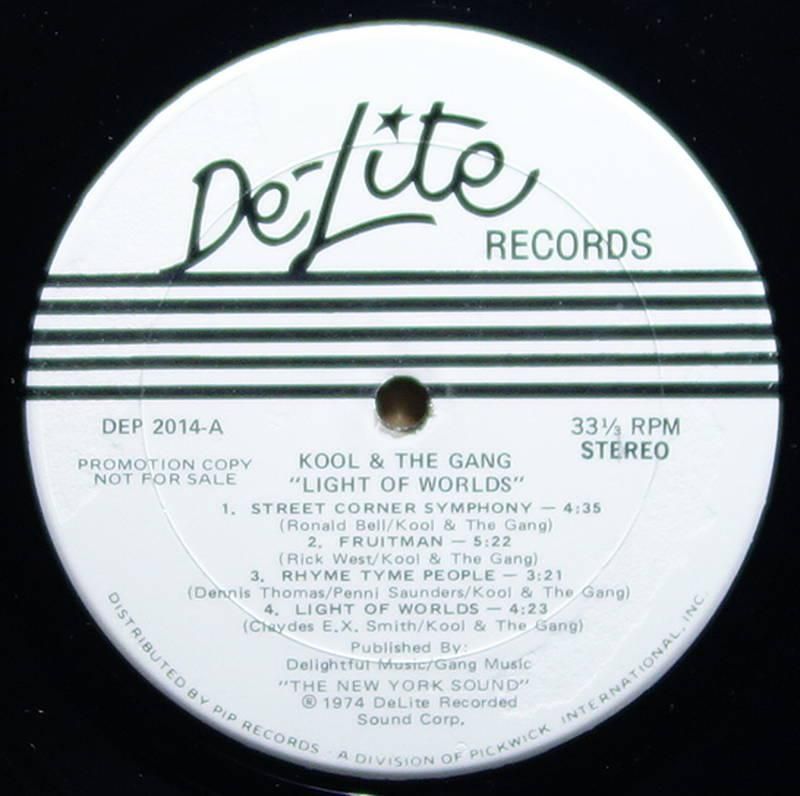 De-Lite
RECORDS
DEP 2014-A
33⅓ RPM
STEREO
PROMOTION COPY
NOT FOR SALE
KOOL & THE GANG
"LIGHT OF WORLDS"
1. STREET CORNER SYMPHONY — 4:35
(Ronald Bell/Kool & The Gang)
2. FRUITMAN — 5:22
(Rick West/Kool & The Gang)
3. RHYME TYME PEOPLE — 3:21
(Dennis Thomas/Penni Saunders/Kool & The Gang)
4. LIGHT OF WORLDS — 4:23
(Claydes E.X. Smith/Kool & The Gang)
Published By:
Delightful Music/Gang Music
"THE NEW YORK SOUND"
® 1974 DeLite Recorded
Sound Corp.
DISTRIBUTED BY PIP RECORDS · A DIVISION OF PICKWICK INTERNATIONAL, INC.